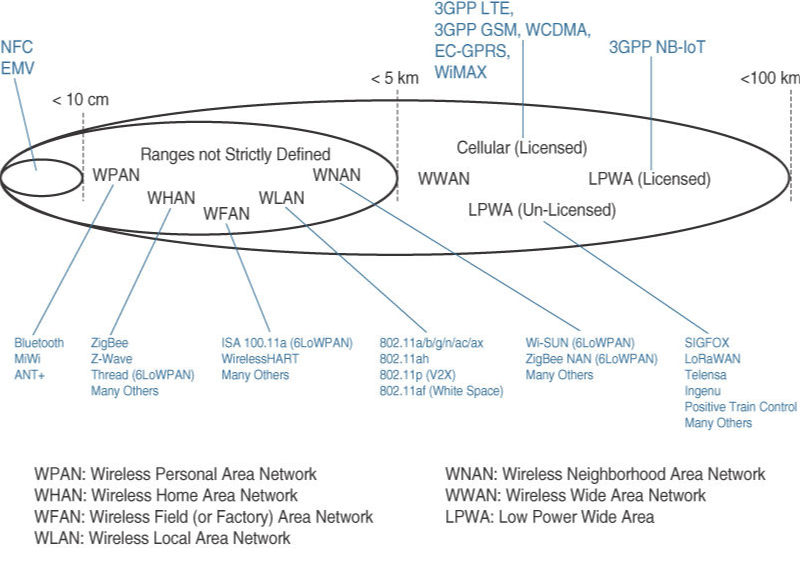 3GPP LTE,
3GPP GSM, WCDMA,
EC-GPRS,
WiMAX
NFC
EMV
3GPP NB-IoT
< 10 cm
< 5 km
<100 km
Ranges not Strictly Defined
Cellular (Licensed)
WPAN
WHAN
WFAN
WLAN
WNAN
WWAN
LPWA (Licensed)
LPWA (Un-Licensed)
Bluetooth
MiWi
ANT+
ZigBee
Z-Wave
Thread (6LoWPAN)
Many Others
ISA 100.11a (6LoWPAN)
WirelessHART
Many Others
802.11a/b/g/n/ac/ax
802.11ah
802.11p (V2X)
802.11af (White Space)
Wi-SUN (6LoWPAN)
ZigBee NAN (6LoWPAN)
Many Others
SIGFOX
LoRaWAN
Telensa
Ingenu
Positive Train Control
Many Others
WPAN: Wireless Personal Area Network
WHAN: Wireless Home Area Network
WFAN: Wireless Field (or Factory) Area Network
WLAN: Wireless Local Area Network
WNAN: Wireless Neighborhood Area Network
WWAN: Wireless Wide Area Network
LPWA: Low Power Wide Area